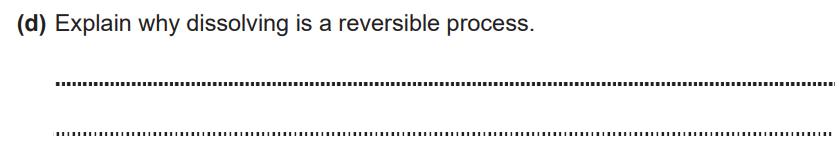 (d) Explain why dissolving is a reversible process.